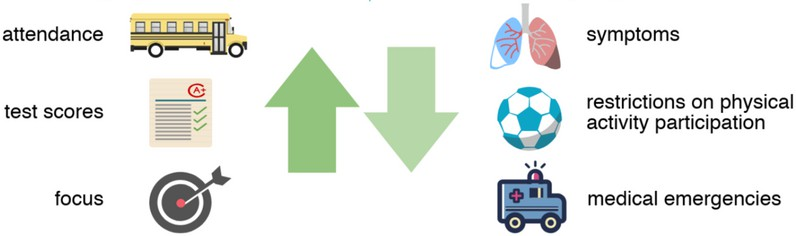 attendance
test scores
focus
A+
symptoms
restrictions on physical
activity participation
medical emergencies